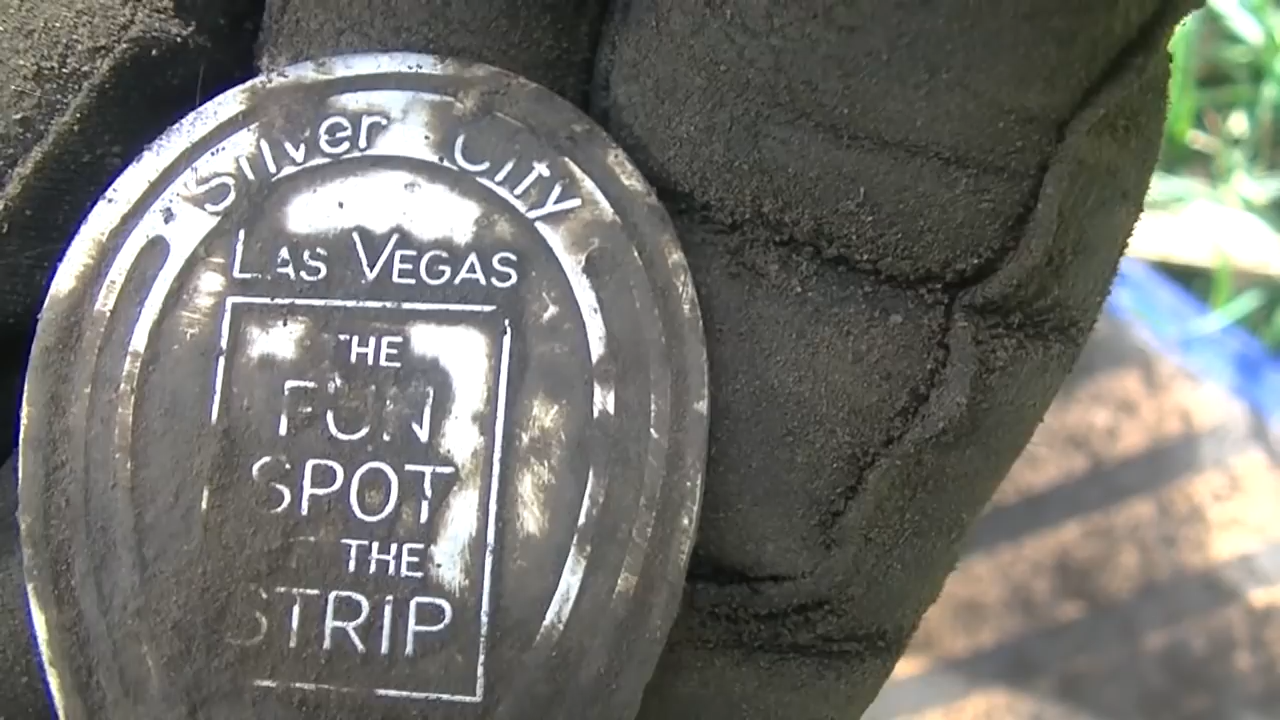 Silver City
LAS VEGAS
THE
FUN
SPOT
THE
STRIP